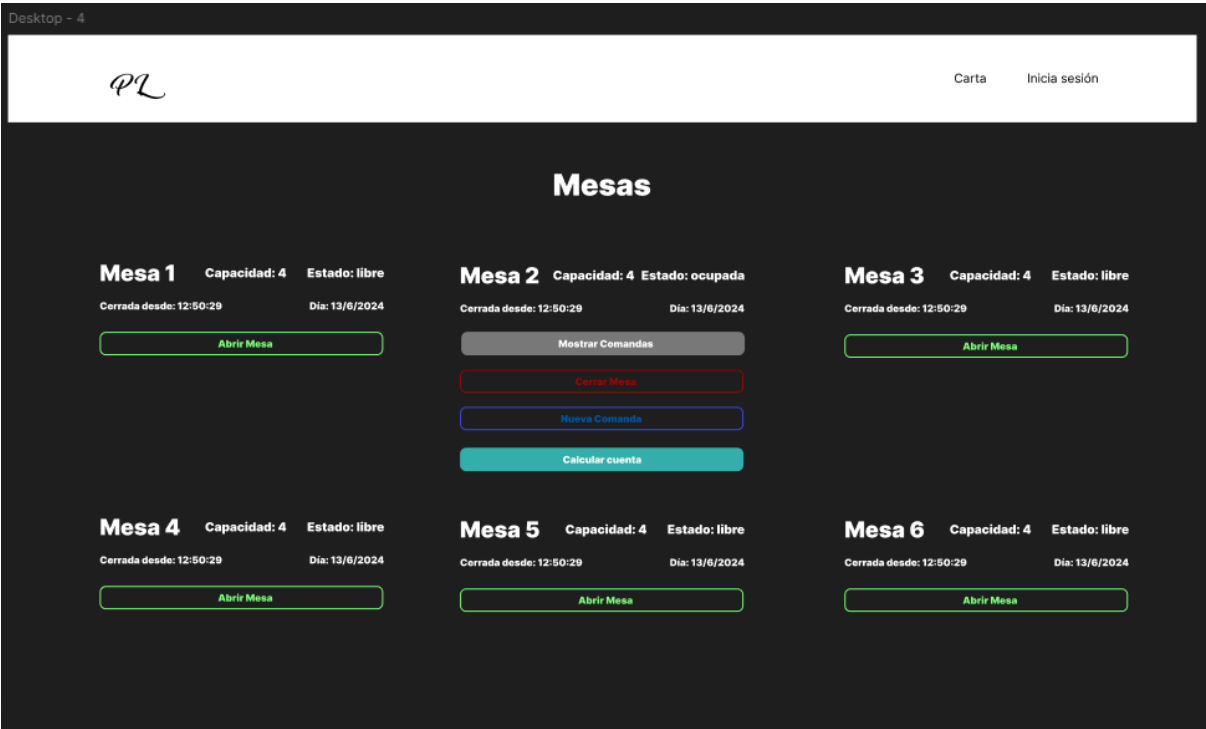 Desktop - 4
PL
Carta Inicia sesión
Mesas
Mesa 1 Capacidad: 4 Estado: libre
Cerrada desde: 12:50:29 Día: 13/6/2024
Abrir Mesa
Mesa 2 Capacidad: 4 Estado: ocupada
Cerrada desde: 12:50:29 Día: 13/6/2024
Mostrar Comandas
Cerrar Mesa
Nueva Comanda
Calcular cuenta
Mesa 3 Capacidad: 4 Estado: libre
Cerrada desde: 12:50:29 Día: 13/6/2024
Abrir Mesa
Mesa 4 Capacidad: 4 Estado: libre
Cerrada desde: 12:50:29 Día: 13/6/2024
Abrir Mesa
Mesa 5 Capacidad: 4 Estado: libre
Cerrada desde: 12:50:29 Día: 13/6/2024
Abrir Mesa
Mesa 6 Capacidad: 4 Estado: libre
Cerrada desde: 12:50:29 Día: 13/6/2024
Abrir Mesa